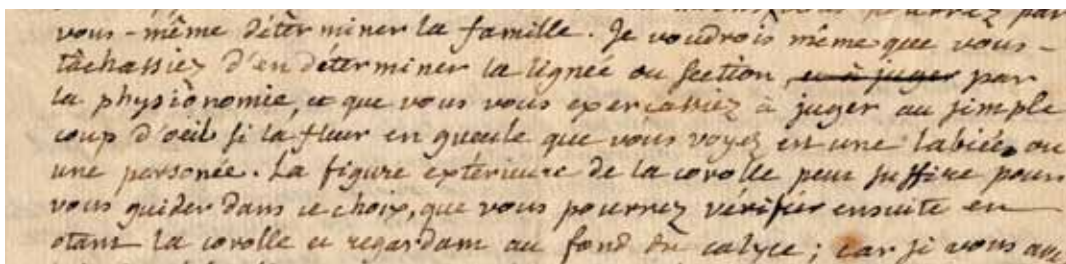 pourrez par
vous-même déterminer la famille. Je voudrois même que vous
tâchassiez d'en déterminer la lignée ou section, et à juger par
la physionomie, et que vous vous exerçassiez à juger au simple
coup d'oeil si la fleur en gueule que vous voyez est une labiée, ou
une personée. La figure extérieure de la corolle peut suffire pour
vous guider dans ce choix, que vous pourrez vérifier ensuite en
otant la corolle et regardant au fond du calyce; car si vous